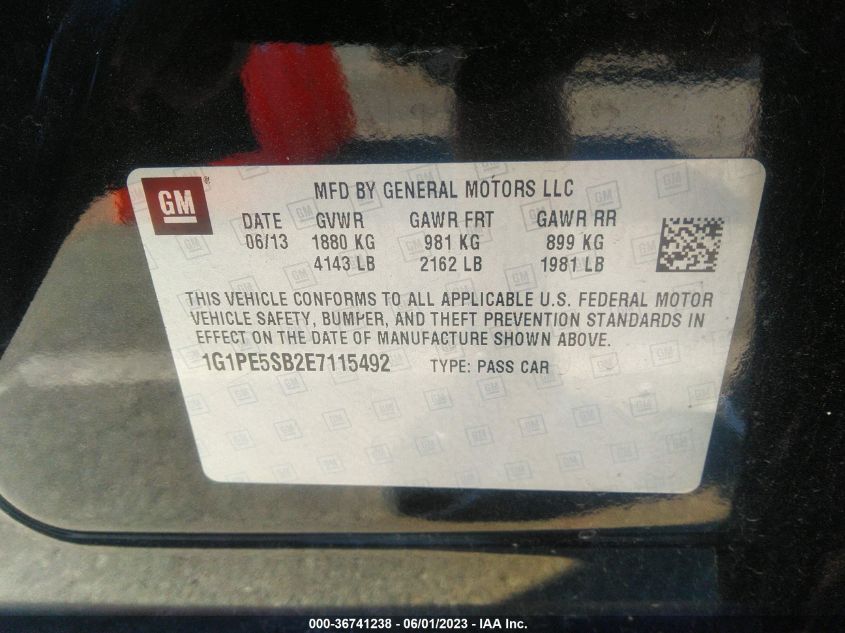 GM
MFD BY GENERAL MOTORS LLC
DATE GVWR GAWR FRT GAWR RR
06/13 1880 KG 981 KG 899 KG
4143 LB 2162 LB 1981 LB
THIS VEHICLE CONFORMS TO ALL APPLICABLE U.S. FEDERAL MOTOR
VEHICLE SAFETY, BUMPER, AND THEFT PREVENTION STANDARDS IN
EFFECT ON THE DATE OF MANUFACTURE SHOWN ABOVE.
1G1PE5SB2E7115492 TYPE: PASS CAR
000-36741238 - 06/01/2023 - IAA Inc.